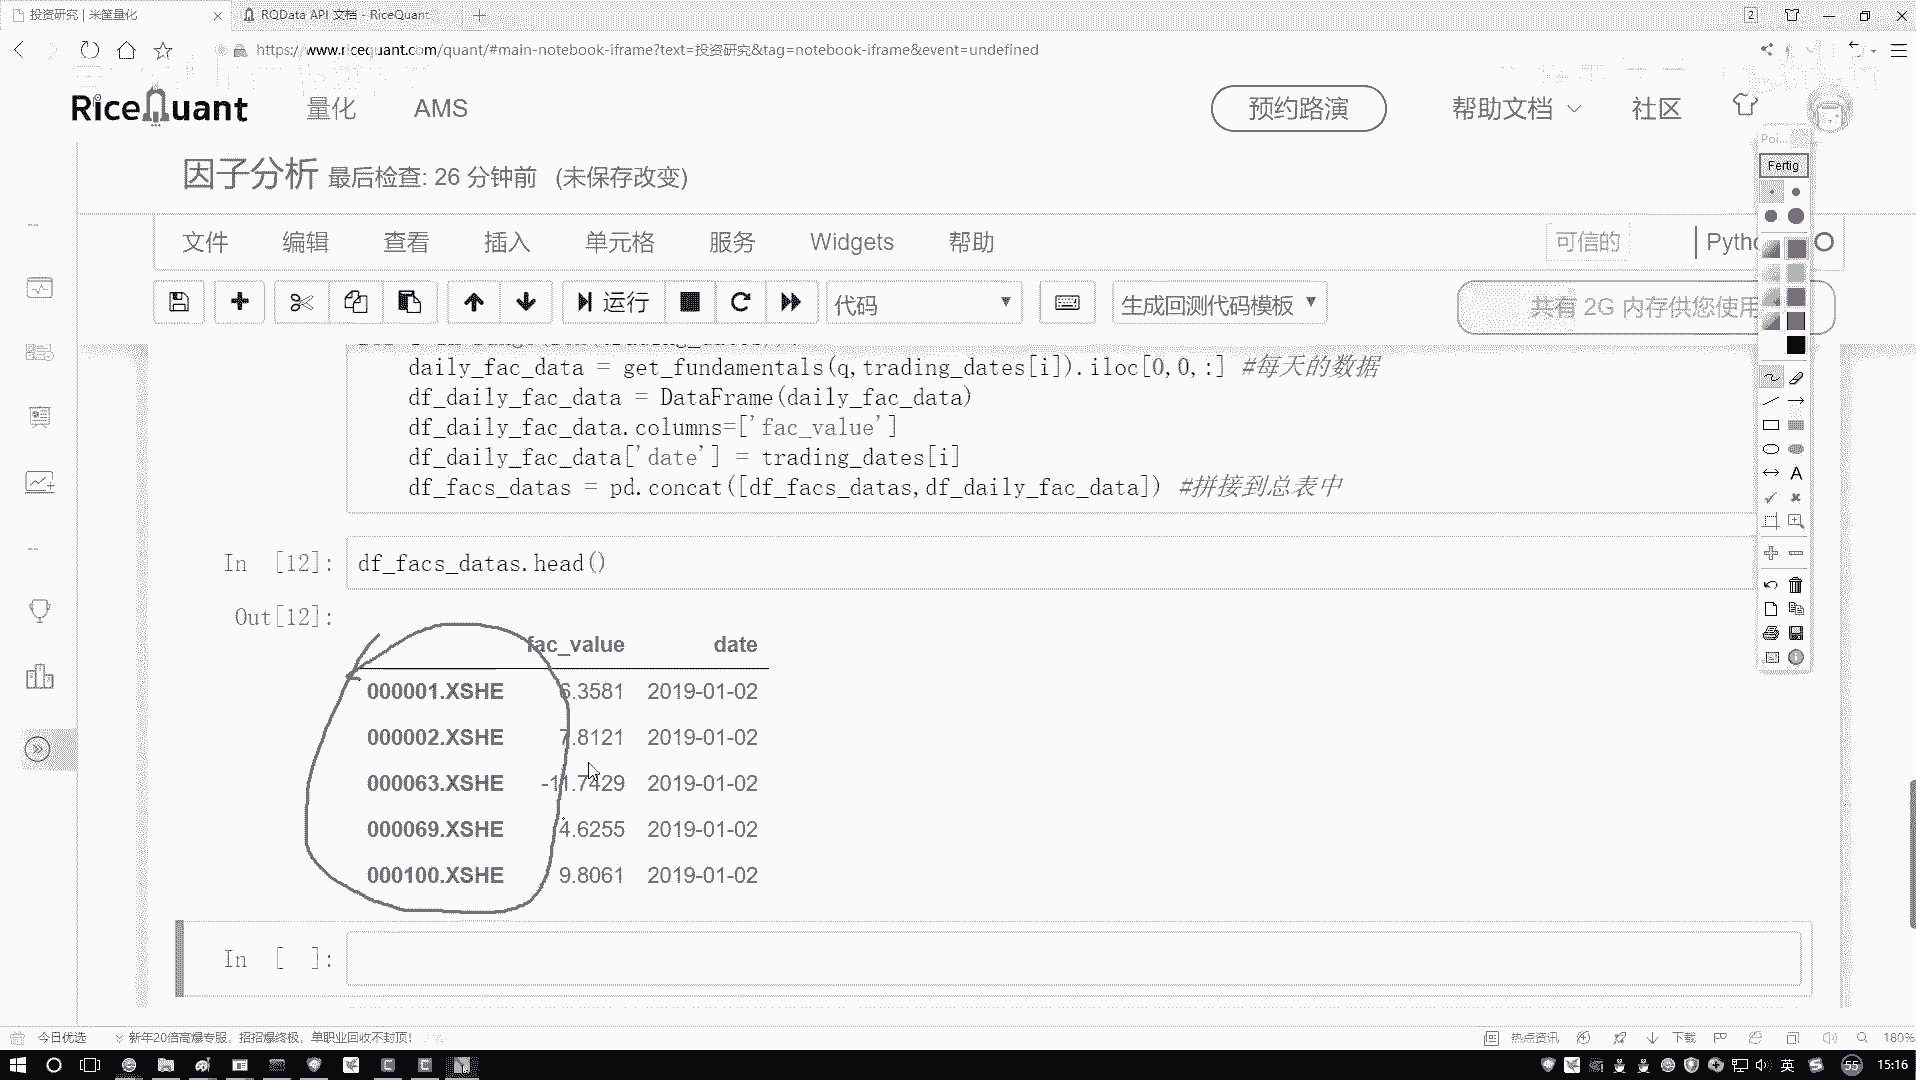 投资研究 | 米筐量化
RQData API 文档 - RiceQuant
2
https://www.ricequant.com/quant/#main-notebook-iframe?text=投资研究&tag=notebook-iframe&event=undefined
RiceQuant 量化 AMS 预约路演 帮助文档 社区
Poi...
Fertig
因子分析 最后检查: 26 分钟前 (未保存改变)
文件 编辑 查看 插入 单元格 服务 Widgets 帮助 可信的
运行 代码 生成回测代码模板 共有 2G 内存供您使用
daily_fac_data = get_fundamentals(q,trading_dates[i]).iloc[0,0,:] #每天的数据
df_daily_fac_data = DataFrame(daily_fac_data)
df_daily_fac_data.columns=['fac_value']
df_daily_fac_data['date'] = trading_dates[i]
df_facs_datas = pd.concat([df_facs_datas,df_daily_fac_data]) #拼接到总表中
In [12]: df_facs_datas.head()
Out[12]:
fac_value date
000001.XSHE 6.3581 2019-01-02
000002.XSHE 7.8121 2019-01-02
000063.XSHE -11.7429 2019-01-02
000069.XSHE 4.6255 2019-01-02
000100.XSHE 9.8061 2019-01-02
In [ ]:
今日优选 新年20倍高爆专服，招招爆终极，单职业回收不封顶！ 热点资讯 下载 180%
英 55 15:16